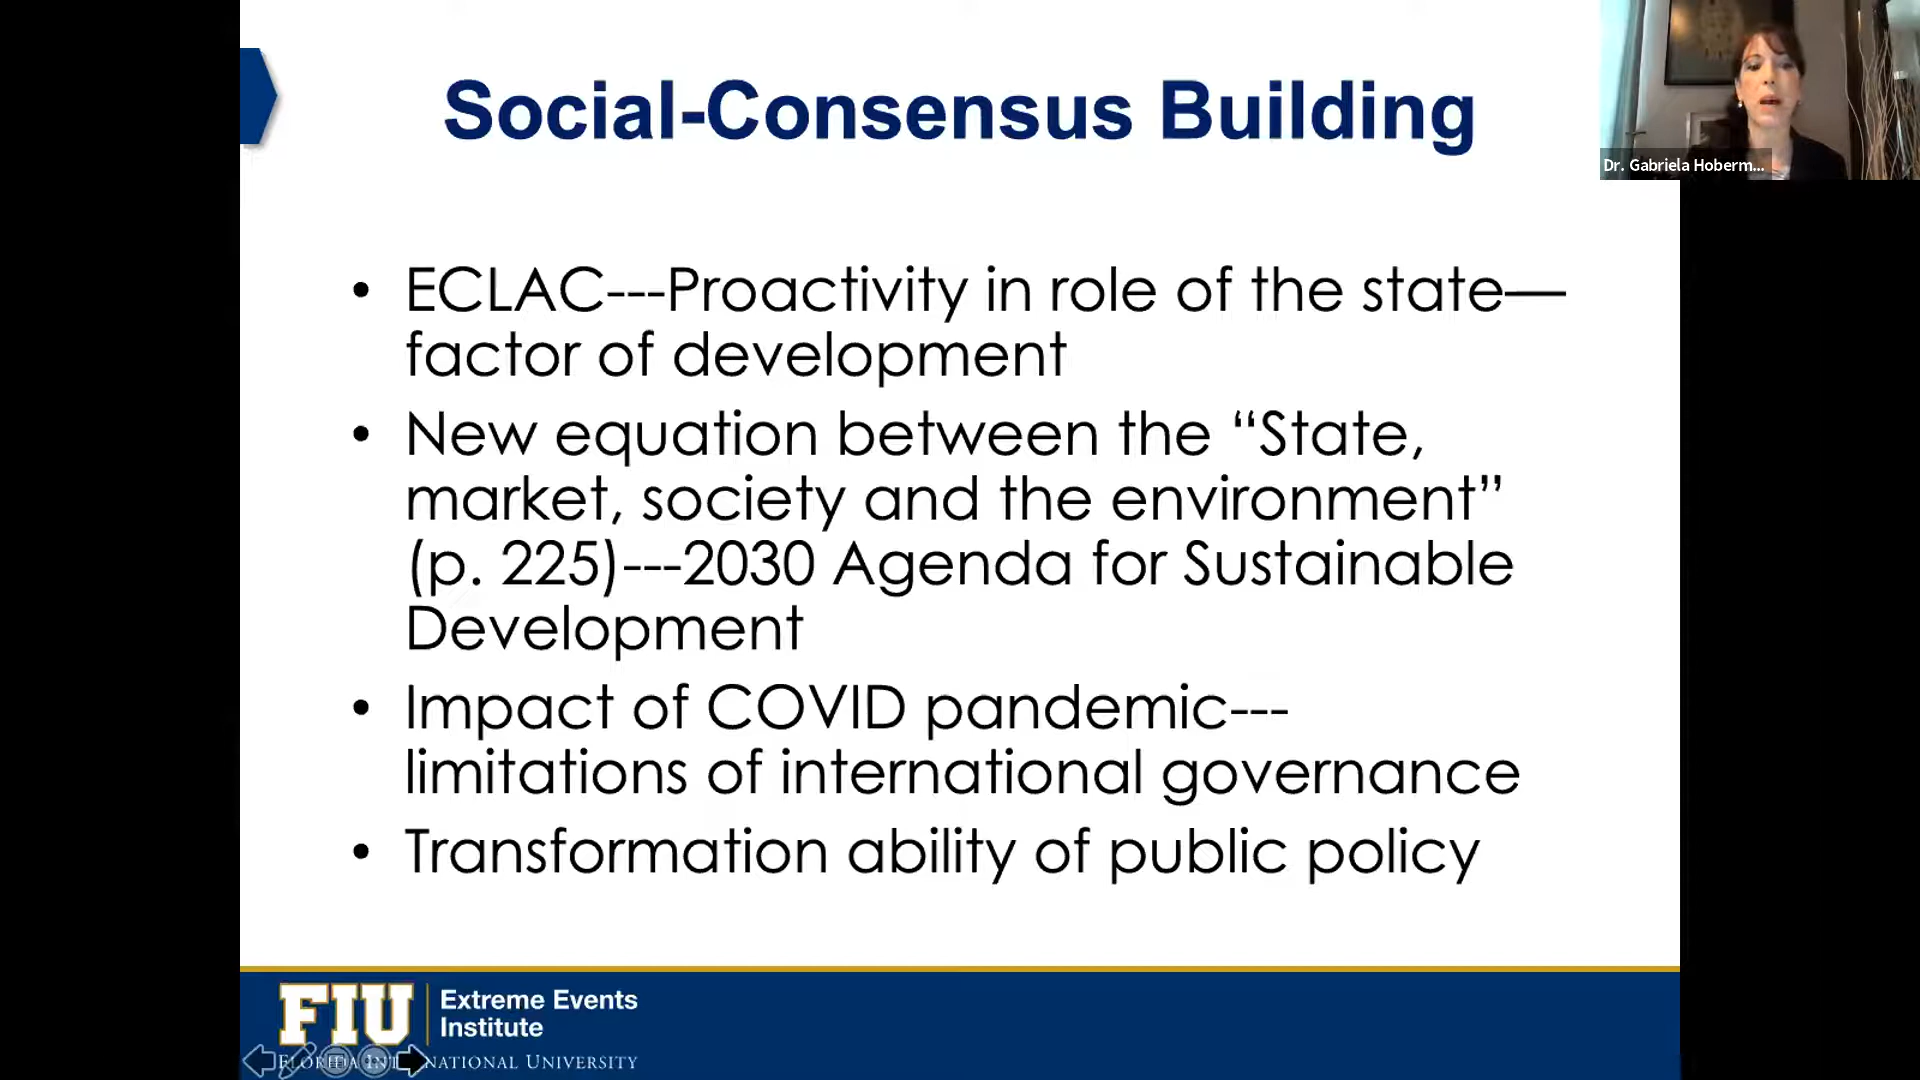 Social-Consensus Building
Dr. Gabriela Hoberm...
• ECLAC---Proactivity in role of the state—
factor of development
• New equation between the “State,
market, society and the environment”
(p. 225)---2030 Agenda for Sustainable
Development
• Impact of COVID pandemic---
limitations of international governance
• Transformation ability of public policy
FIU
Extreme Events
Institute
FLORIDA INTERNATIONAL UNIVERSITY